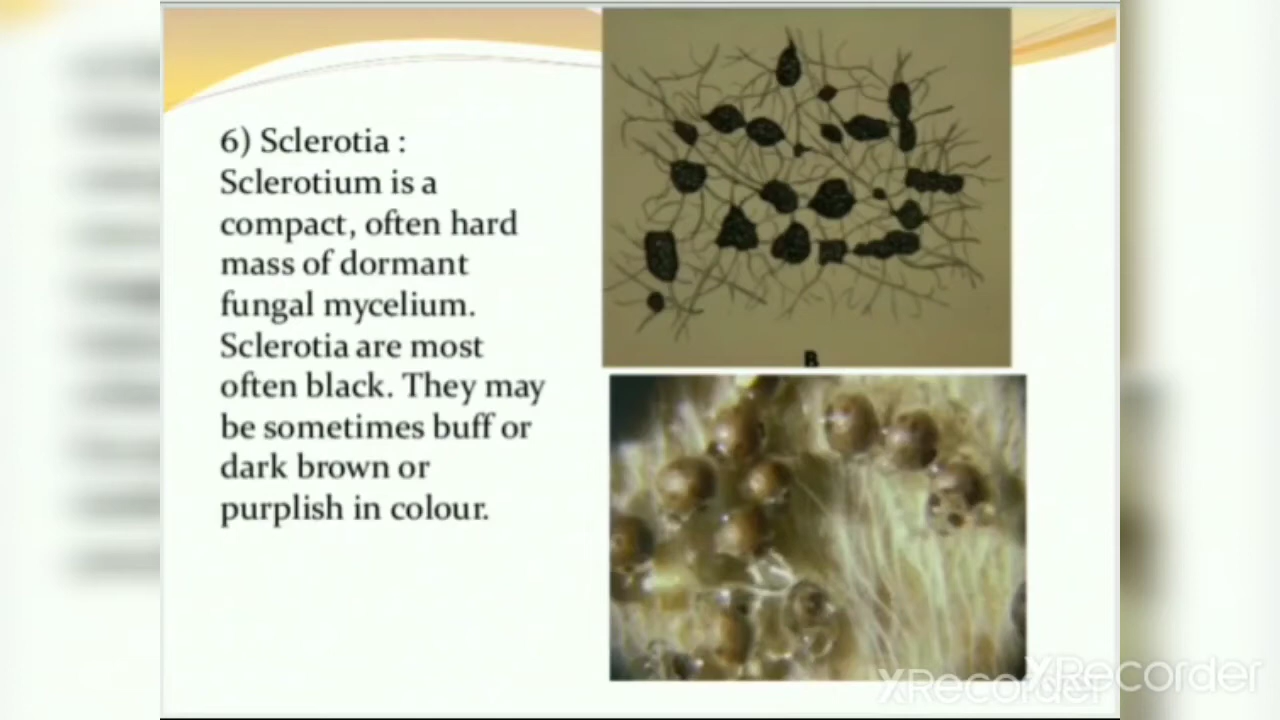 6) Sclerotia :
Sclerotium is a
compact, often hard
mass of dormant
fungal mycelium.
Sclerotia are most
often black. They may
be sometimes buff or
dark brown or
purplish in colour.
B
XRecorder
XRecorder